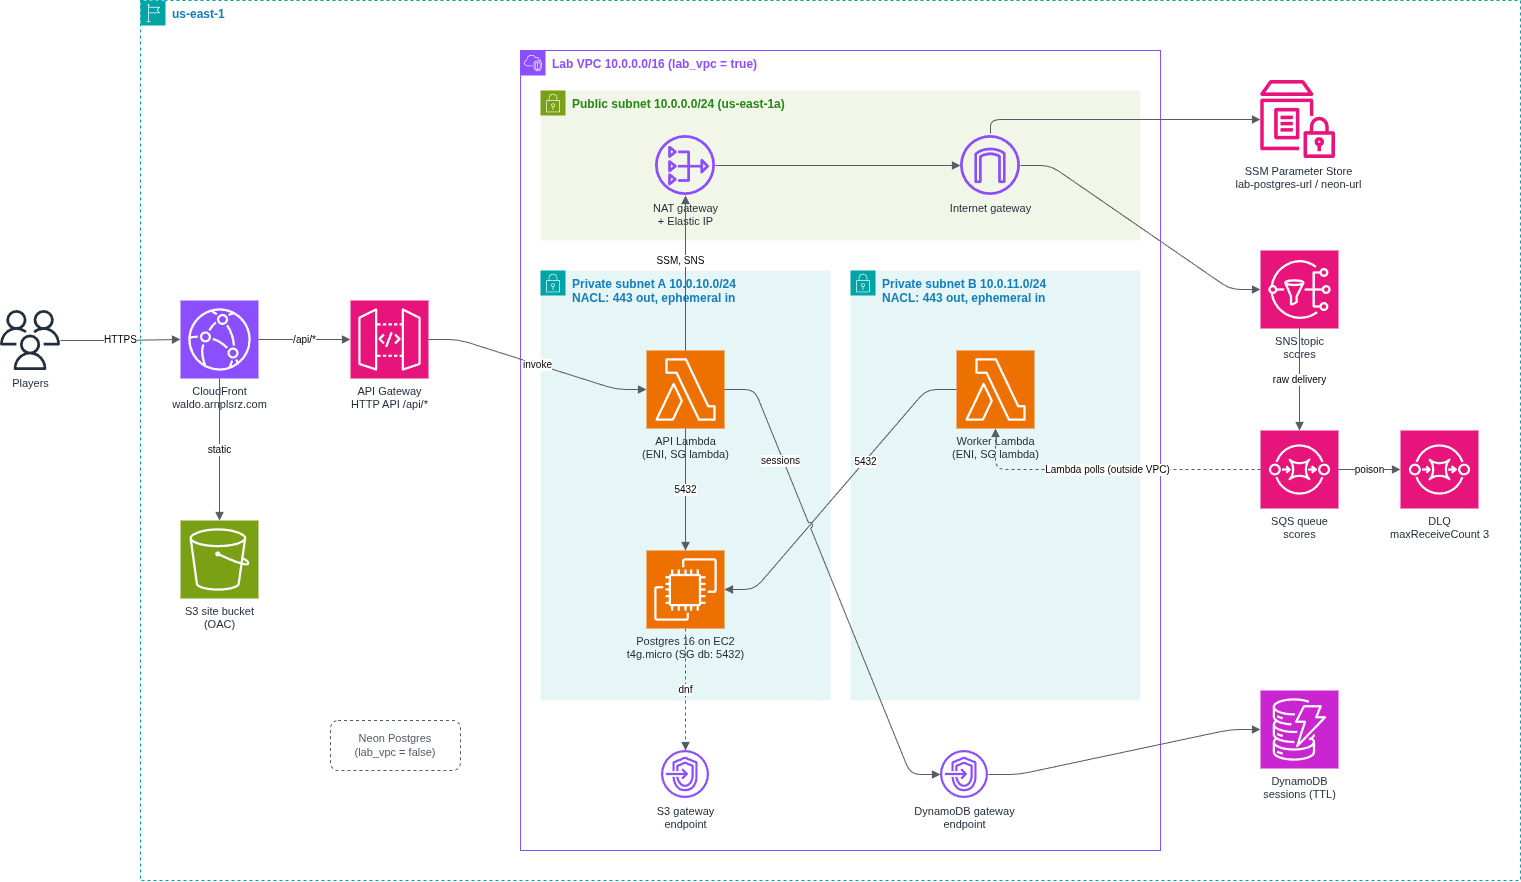 us-east-1
Lab VPC 10.0.0.0/16 (lab_vpc = true)
Public subnet 10.0.0.0/24 (us-east-1a)
NAT gateway
+ Elastic IP
Internet gateway
SSM Parameter Store
lab-postgres-url / neon-url
SSM, SNS
Private subnet A 10.0.10.0/24
NACL: 443 out, ephemeral in
Private subnet B 10.0.11.0/24
NACL: 443 out, ephemeral in
Players
HTTPS
CloudFront
waldo.arnplsrz.com
/api/*
API Gateway
HTTP API /api/*
invoke
API Lambda
(ENI, SG lambda)
Worker Lambda
(ENI, SG lambda)
SNS topic
scores
raw delivery
static
sessions
5432
5432
Lambda polls (outside VPC)
poison
SQS queue
scores
DLQ
maxReceiveCount 3
S3 site bucket
(OAC)
Postgres 16 on EC2
t4g.micro (SG db: 5432)
dnf
Neon Postgres
(lab_vpc = false)
S3 gateway
endpoint
DynamoDB gateway
endpoint
DynamoDB
sessions (TTL)